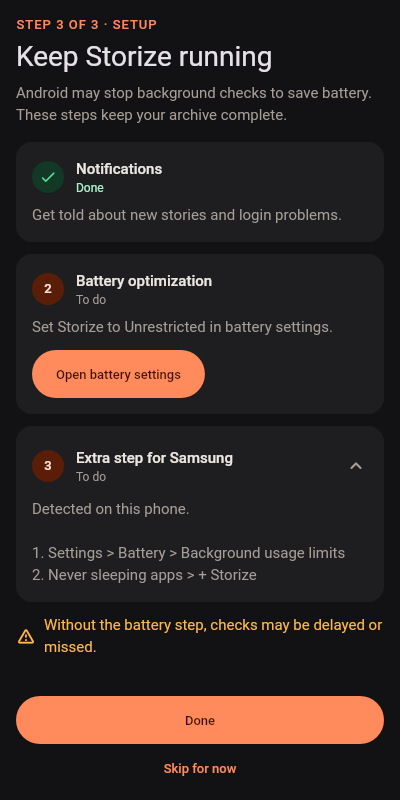 STEP 3 OF 3 · SETUP
Keep Storize running
Android may stop background checks to save battery.
These steps keep your archive complete.
Notifications
Done
Get told about new stories and login problems.
2
Battery optimization
To do
Set Storize to Unrestricted in battery settings.
Open battery settings
3
Extra step for Samsung
To do
Detected on this phone.
1. Settings > Battery > Background usage limits
2. Never sleeping apps > + Storize
Without the battery step, checks may be delayed or
missed.
Done
Skip for now